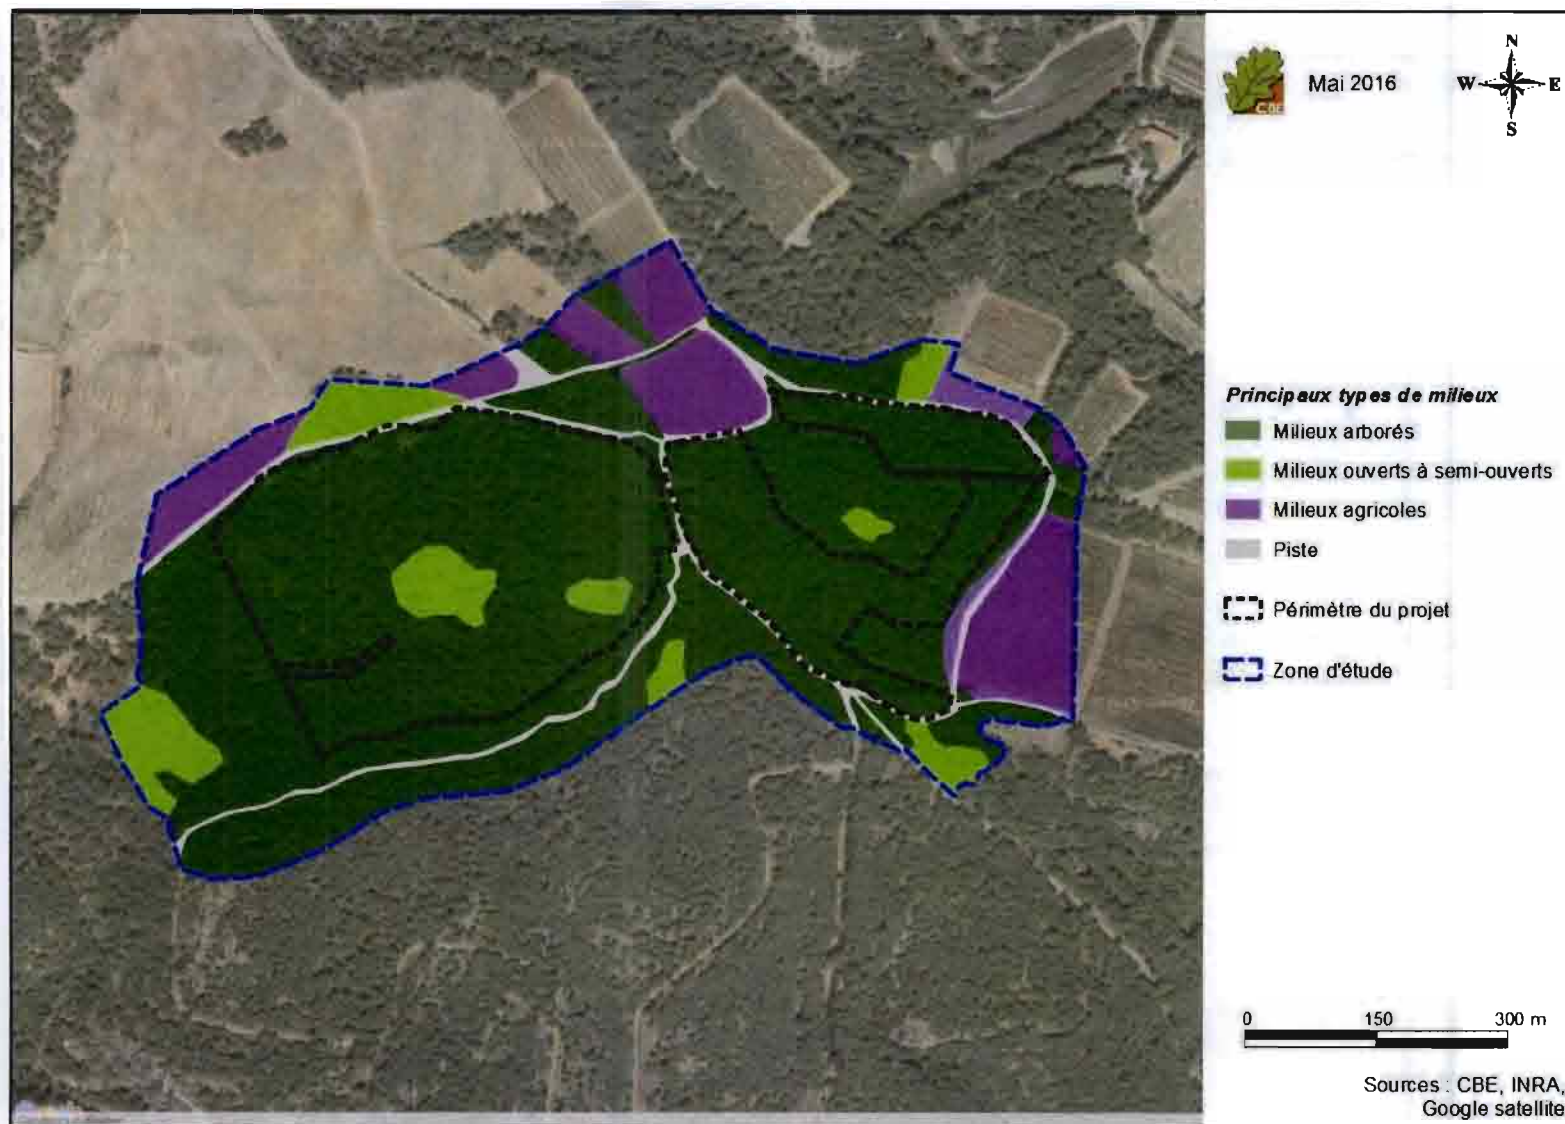 Mai 2016
N
W E
S
CBE
Principaux types de milieux
Milieux arborés
Milieux ouverts à semi-ouverts
Milieux agricoles
Piste
Périmètre du projet
Zone d'étude
0 150 300 m
Sources : CBE, INRA,
Google satellite